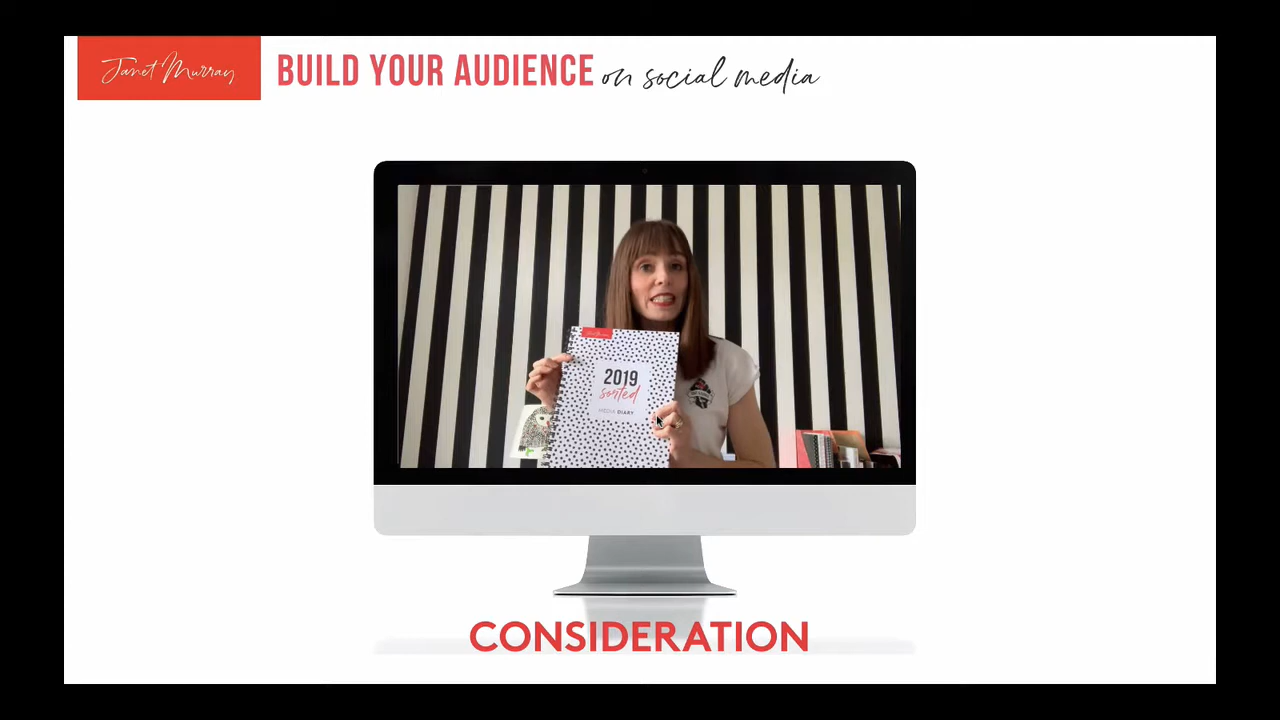 Janet Murray
BUILD YOUR AUDIENCE on social media
2019
sorted
MEDIA DIARY
CONSIDERATION